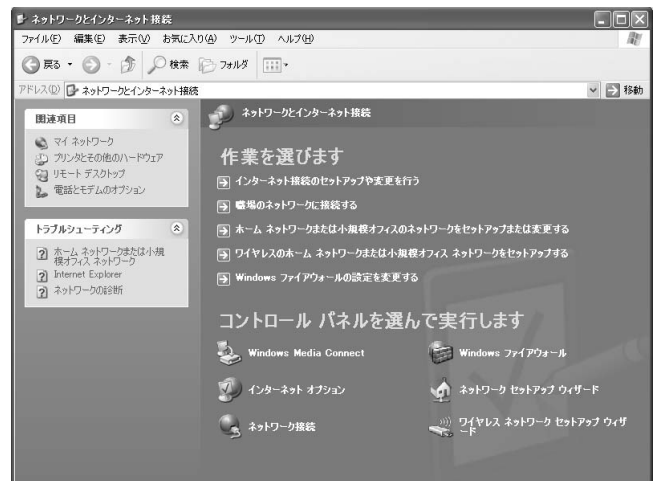 ネットワークとインターネット接続
ファイル(F) 編集(E) 表示(V) お気に入り(A) ツール(T) ヘルプ(H)
戻る 検索 フォルダ
アドレス(D) ネットワークとインターネット接続 移動
関連項目
マイ ネットワーク
プリンタとその他のハードウェア
リモート デスクトップ
電話とモデムのオプション
トラブルシューティング
ホーム ネットワークまたは小規
模オフィス ネットワーク
Internet Explorer
ネットワークの診断
ネットワークとインターネット接続
作業を選びます
インターネット接続のセットアップや変更を行う
職場のネットワークに接続する
ホーム ネットワークまたは小規模オフィスのネットワークをセットアップまたは変更する
ワイヤレスのホーム ネットワークまたは小規模オフィス ネットワークをセットアップする
Windows ファイアウォールの設定を変更する
コントロール パネルを選んで実行します
Windows Media Connect
Windows ファイアウォール
インターネット オプション
ネットワーク セットアップ ウィザード
ネットワーク接続
ワイヤレス ネットワーク セットアップ ウィザ
ード